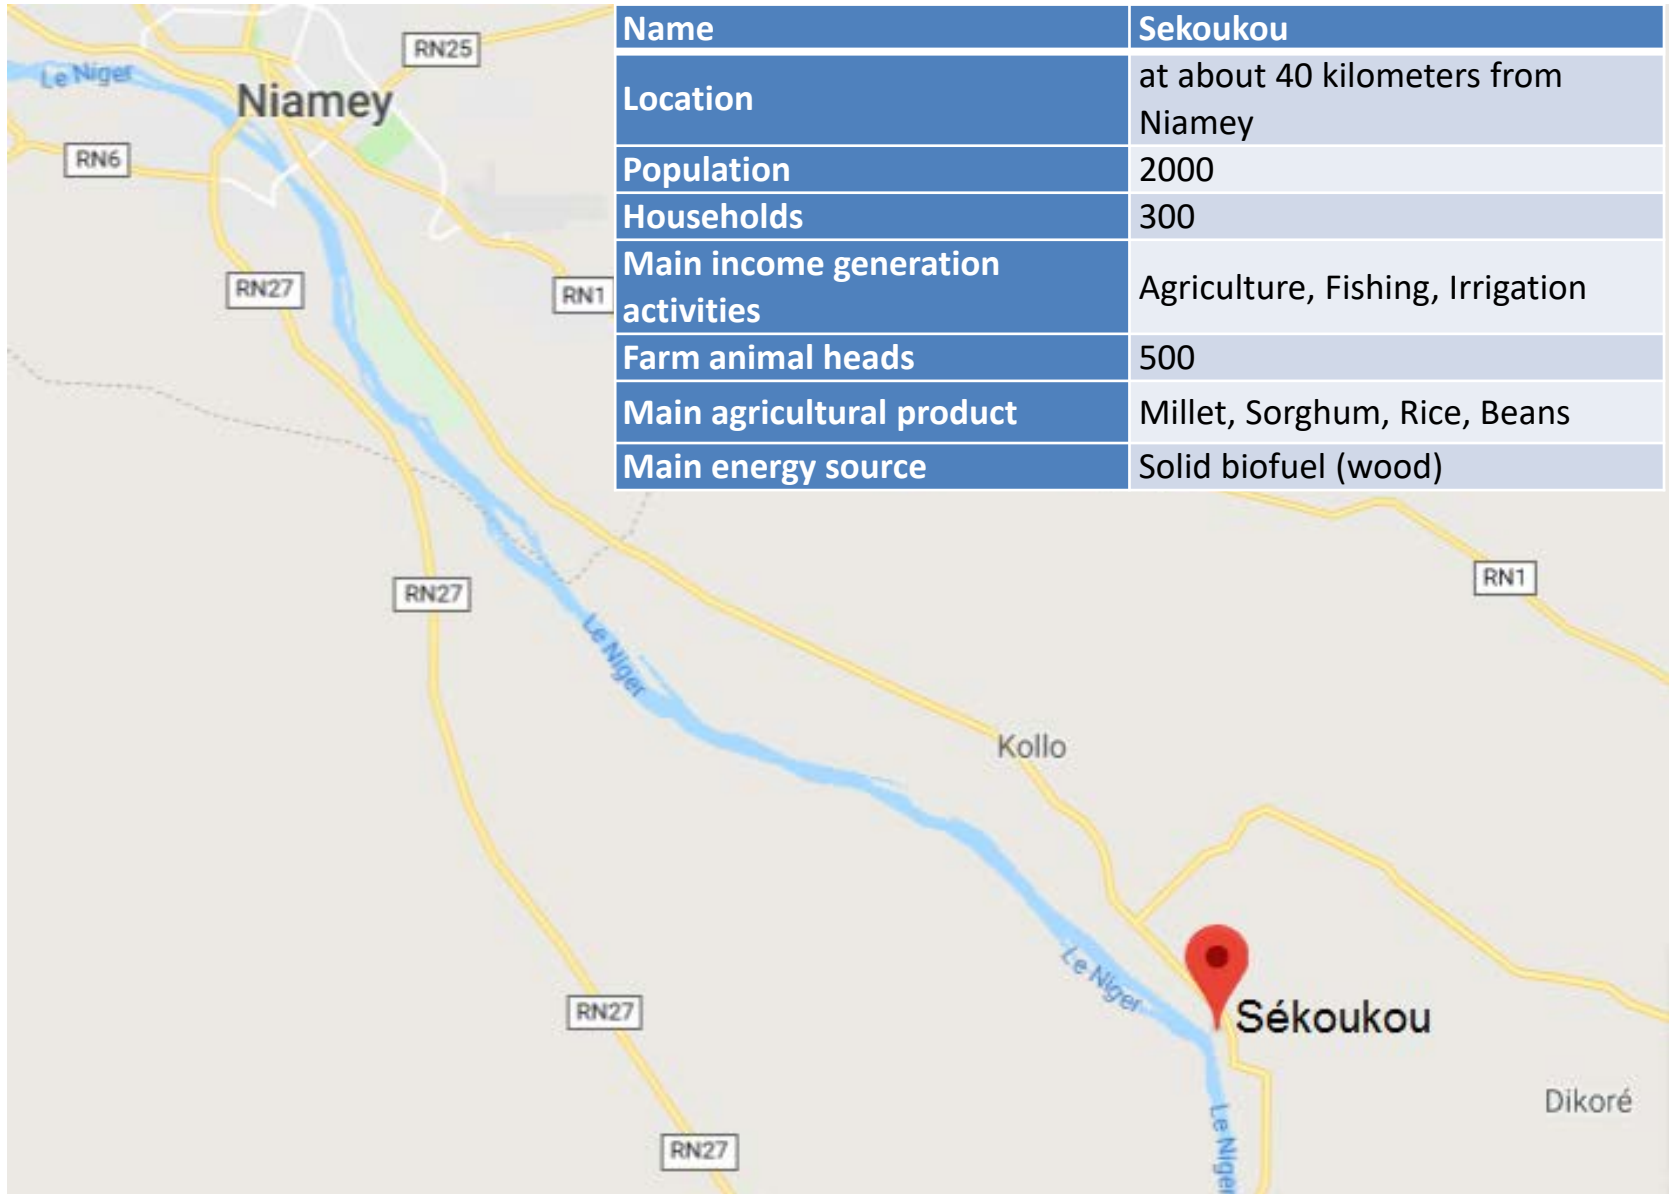 Name Sekoukou
Location at about 40 kilometers from
Niamey
Population 2000
Households 300
Main income generation
activities Agriculture, Fishing, Irrigation
Farm animal heads 500
Main agricultural product Millet, Sorghum, Rice, Beans
Main energy source Solid biofuel (wood)
RN25
Le Niger
Niamey
RN6
RN27
RN1
RN1
RN27
Le Niger
Kollo
Le Niger
Sékoukou
RN27
Dikoré
Le Niger
RN27